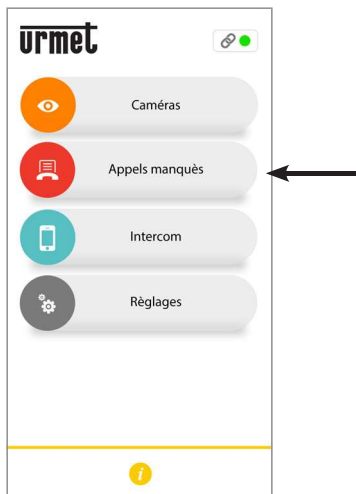 urmet
Caméras
Appels manquès
Intercom
Règlages
i